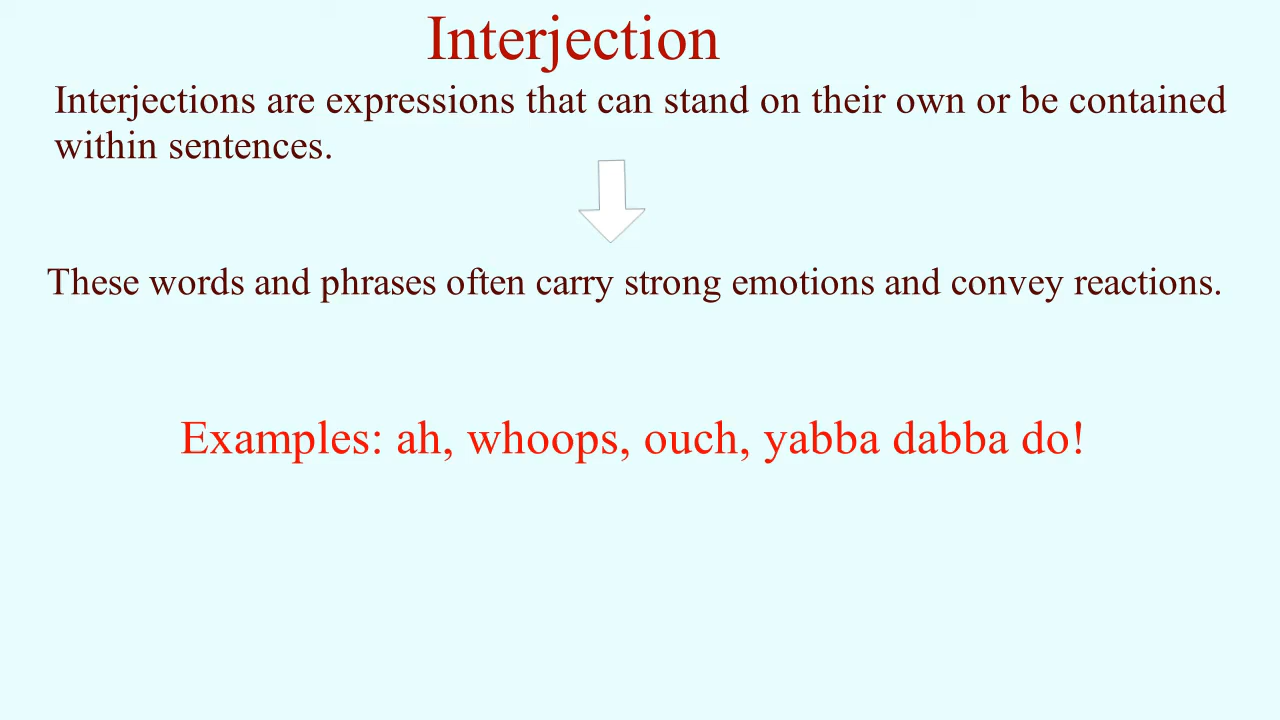 Interjection
Interjections are expressions that can stand on their own or be contained
within sentences.
These words and phrases often carry strong emotions and convey reactions.
Examples: ah, whoops, ouch, yabba dabba do!